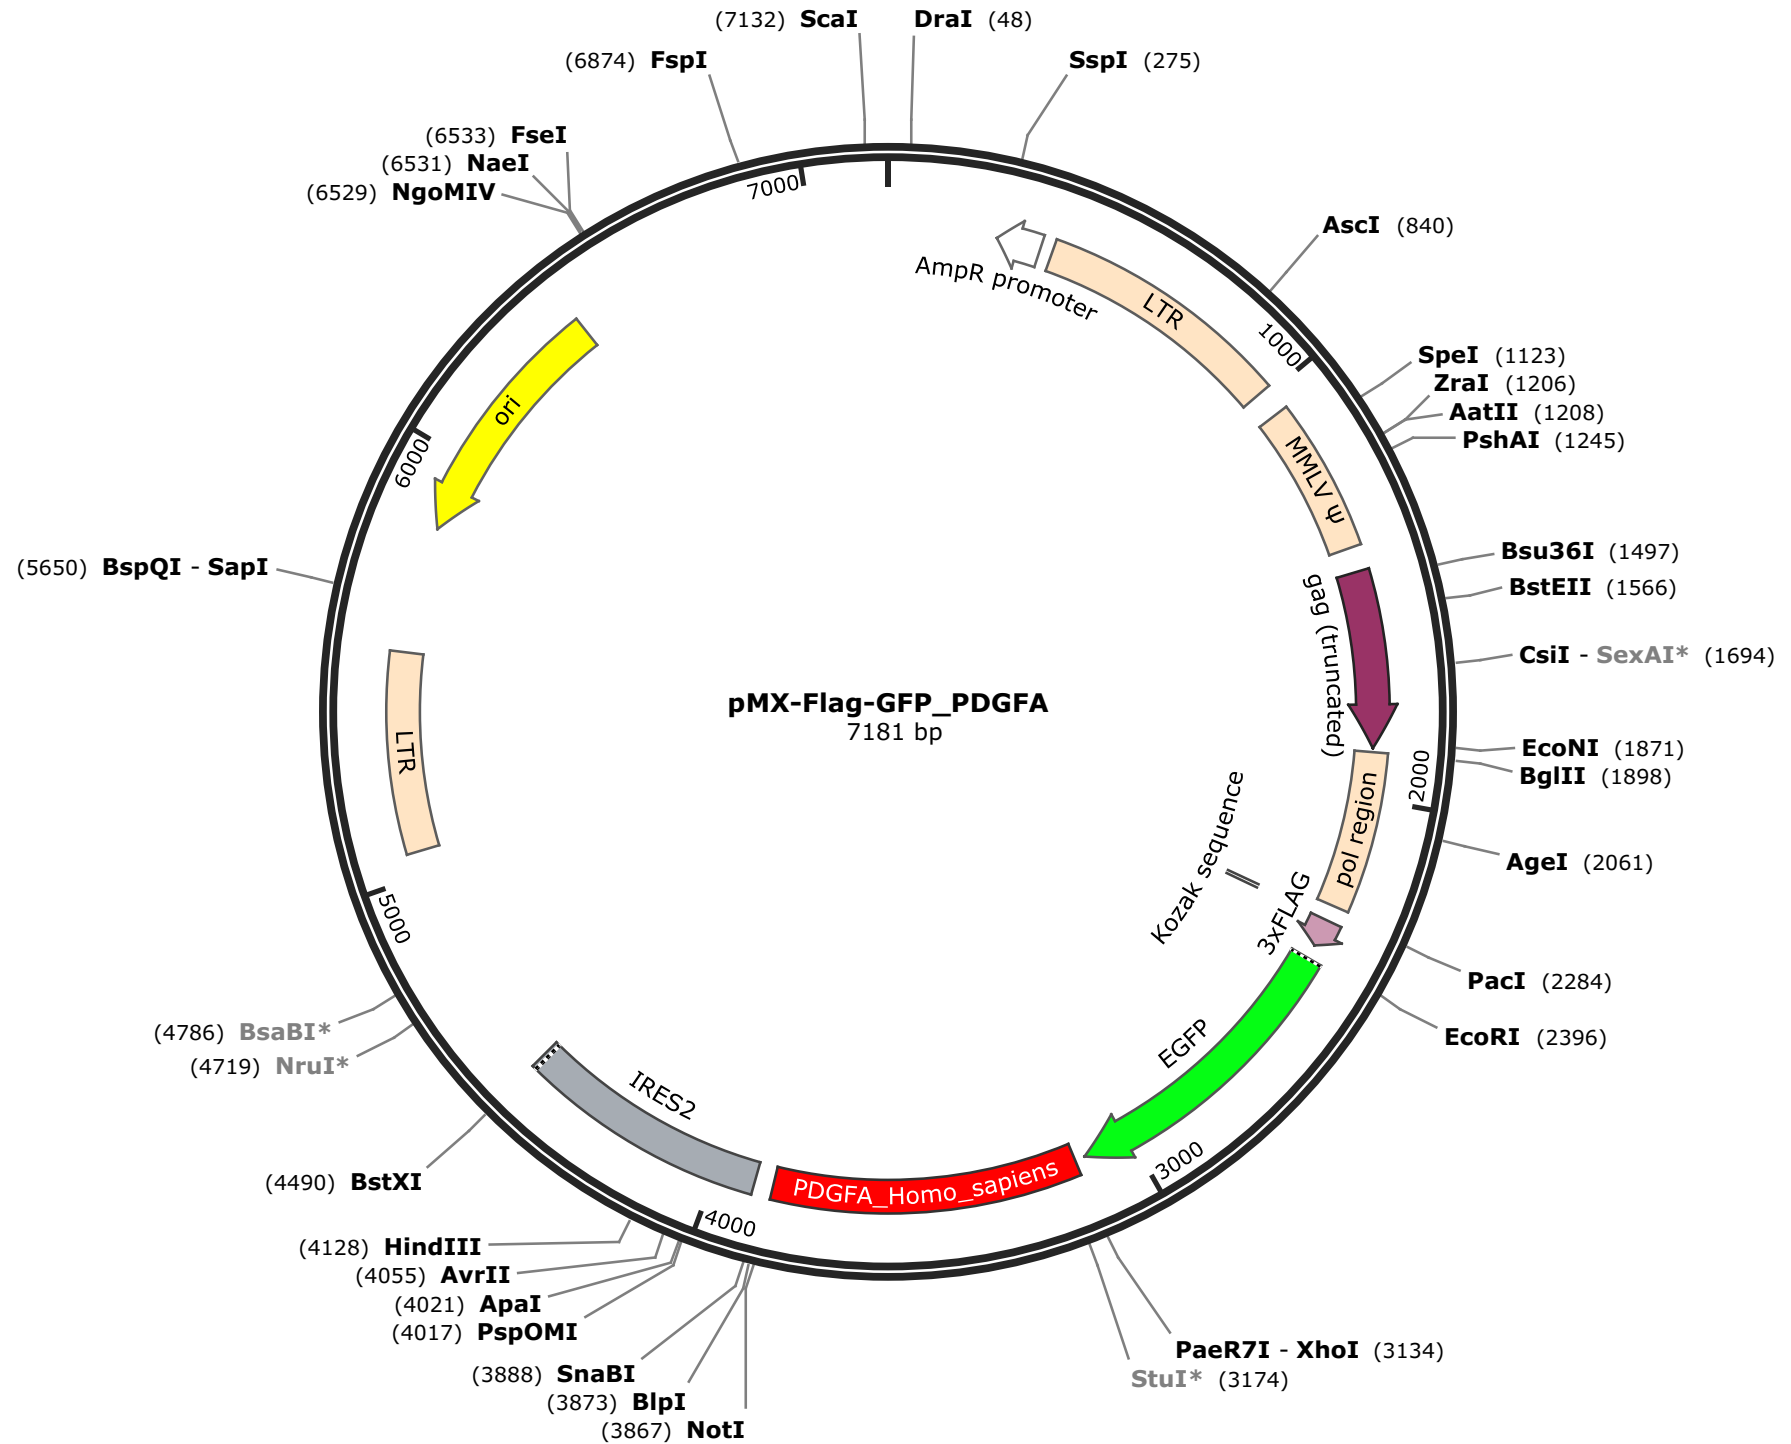 (7132) ScaI
DraI (48)
(6874) FspI
SspI (275)
(6533) FseI
(6531) NaeI
(6529) NgoMIV
7000
AscI (840)
AmpR promoter
LTR
1000
SpeI (1123)
ZraI (1206)
AatII (1208)
PshAI (1245)
ori
6000
MMLV Ψ
Bsu36I (1497)
(5650) BspQI - SapI
BstEII (1566)
gag (truncated)
CsiI - SexAI* (1694)
pMX-Flag-GFP_PDGFA
7181 bp
LTR
EcoNI (1871)
BglII (1898)
2000
pol region
Kozak sequence
AgeI (2061)
3xFLAG
5000
PacI (2284)
(4786) BsaBI*
EcoRI (2396)
(4719) NruI*
EGFP
IRES2
3000
(4490) BstXI
PDGFA_Homo_sapiens
4000
(4128) HindIII
(4055) AvrII
(4021) ApaI
(4017) PspOMI
PaeR7I - XhoI (3134)
(3888) SnaBI
StuI* (3174)
(3873) BlpI
(3867) NotI